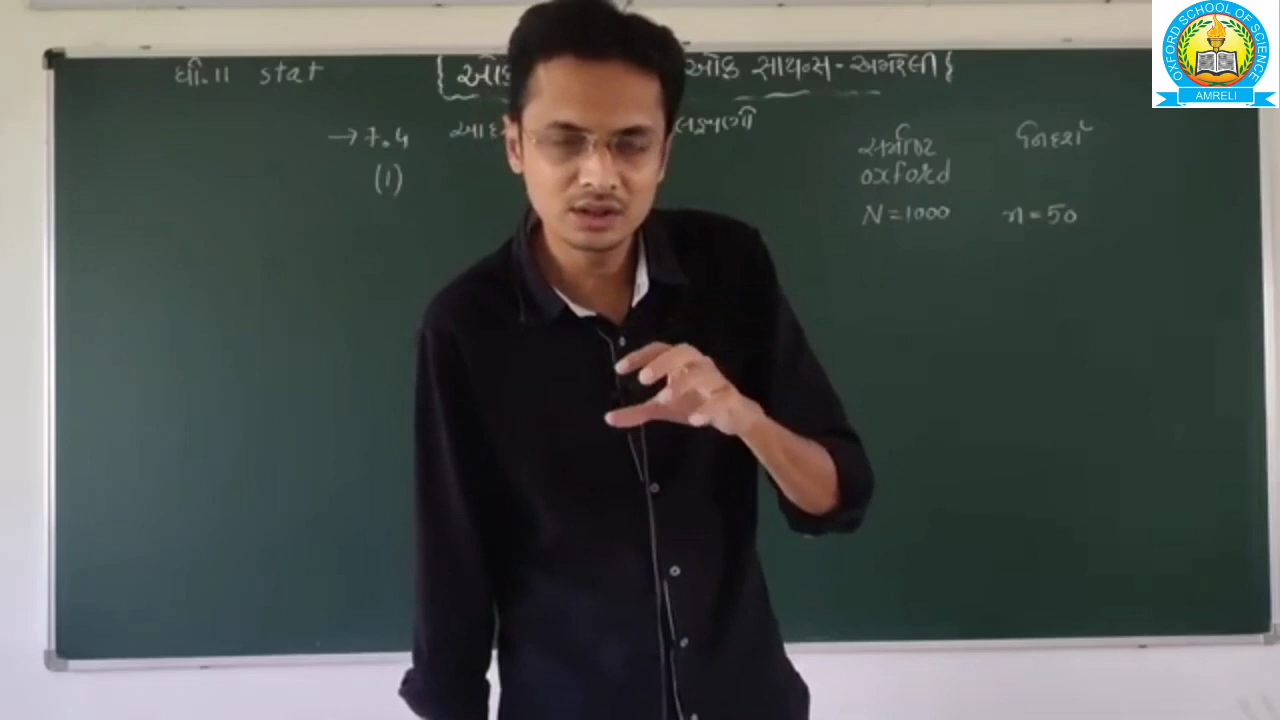 ધો.11 stat
ઓફ સાયન્સ - અમરેલી }
→ 7.4
(1)
સમષ્ટિ નિદર્શ
oxford
N = 1000 n = 50
OXFORD SCHOOL OF SCIENCE
AMRELI